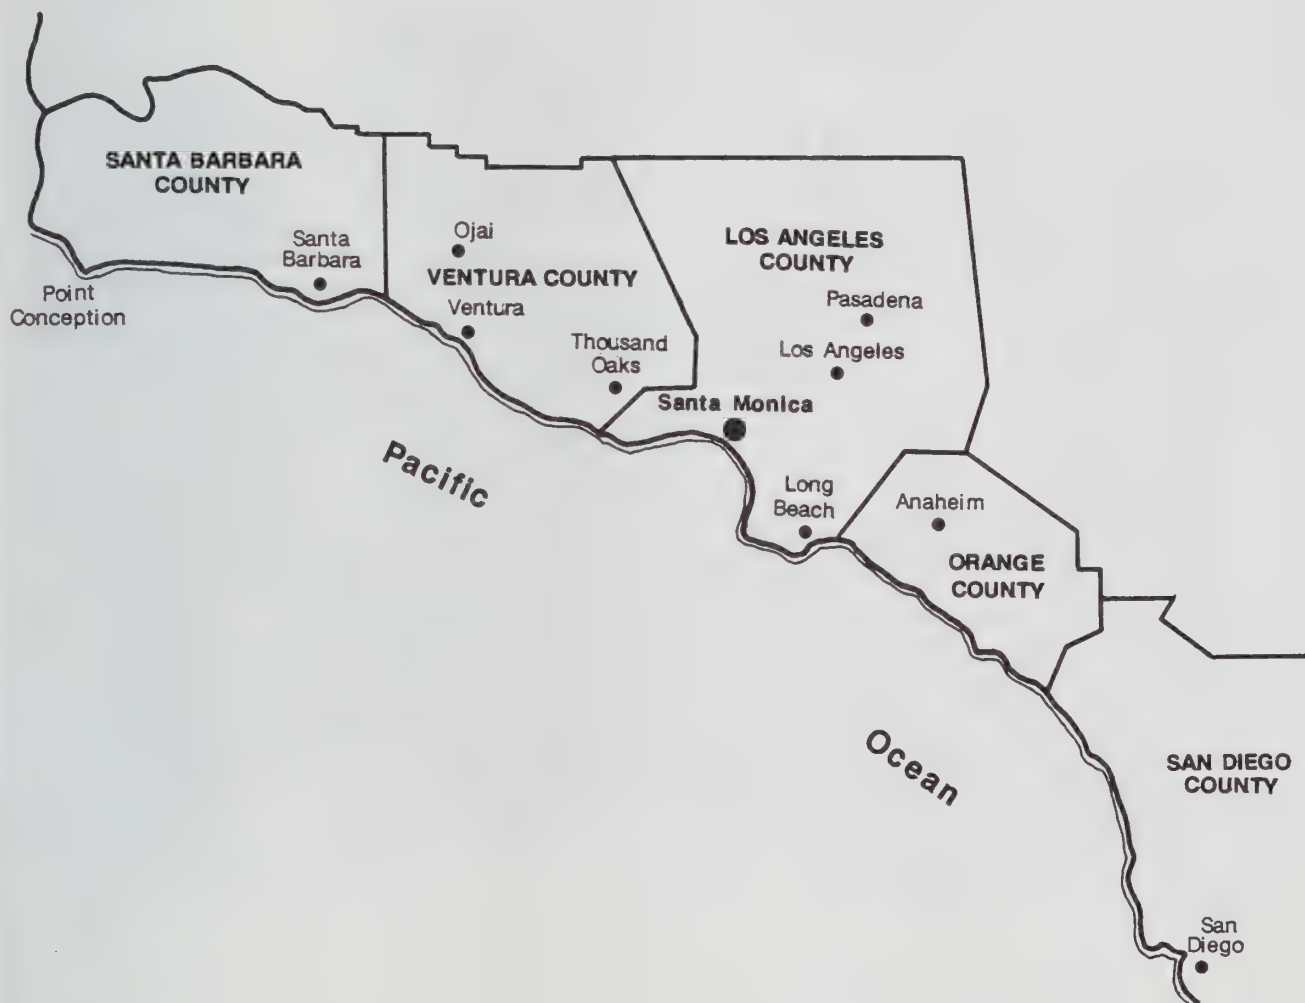 SANTA BARBARA
COUNTY
Santa
Barbara
Point
Conception
Ojai
VENTURA COUNTY
Ventura
Thousand
Oaks
LOS ANGELES
COUNTY
Pasadena
Los Angeles
Santa Monica
Long
Beach
Anaheim
ORANGE
COUNTY
Pacific
Ocean
SAN DIEGO
COUNTY
San
Diego